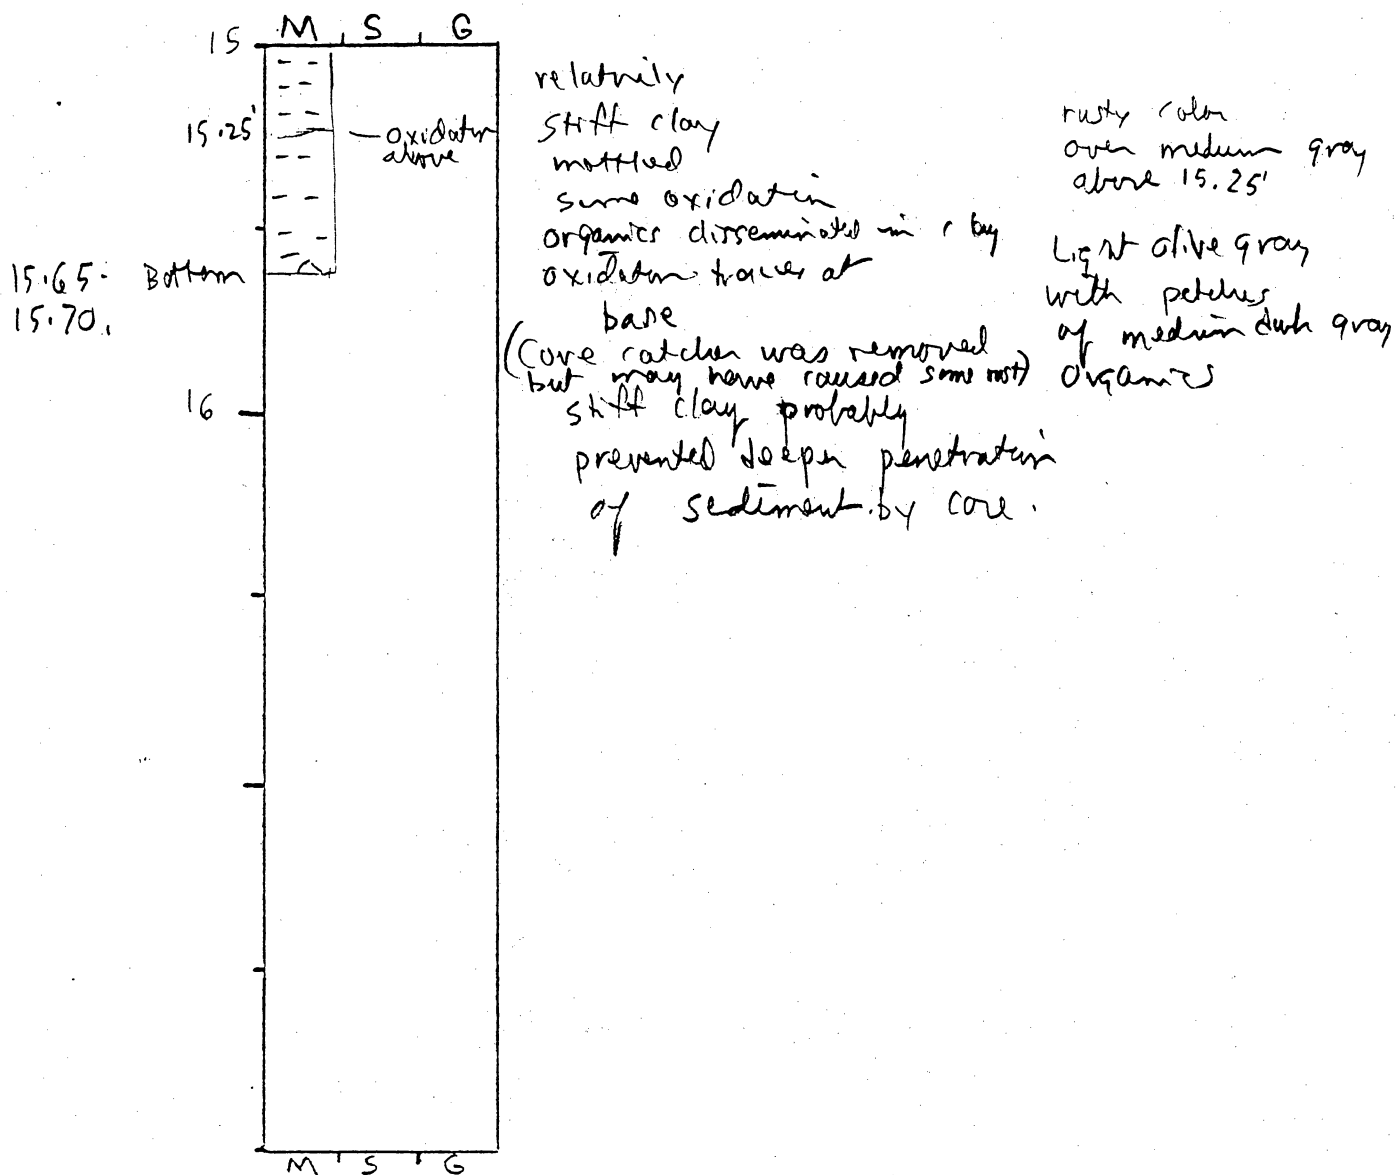 M S G
15
15.25'
— oxidation
above
15.65- Bottom
15.70.
16
relatively
stiff clay
mottled
some oxidation
organics disseminated in clay
oxidation traces at
base
(core catcher was removed
but may have caused some rust)
stiff clay probably
prevented deeper penetration
of sediment by core.
rusty color
over medium gray
above 15.25'
Light olive gray
with patches
of medium dark gray
organics
M S G